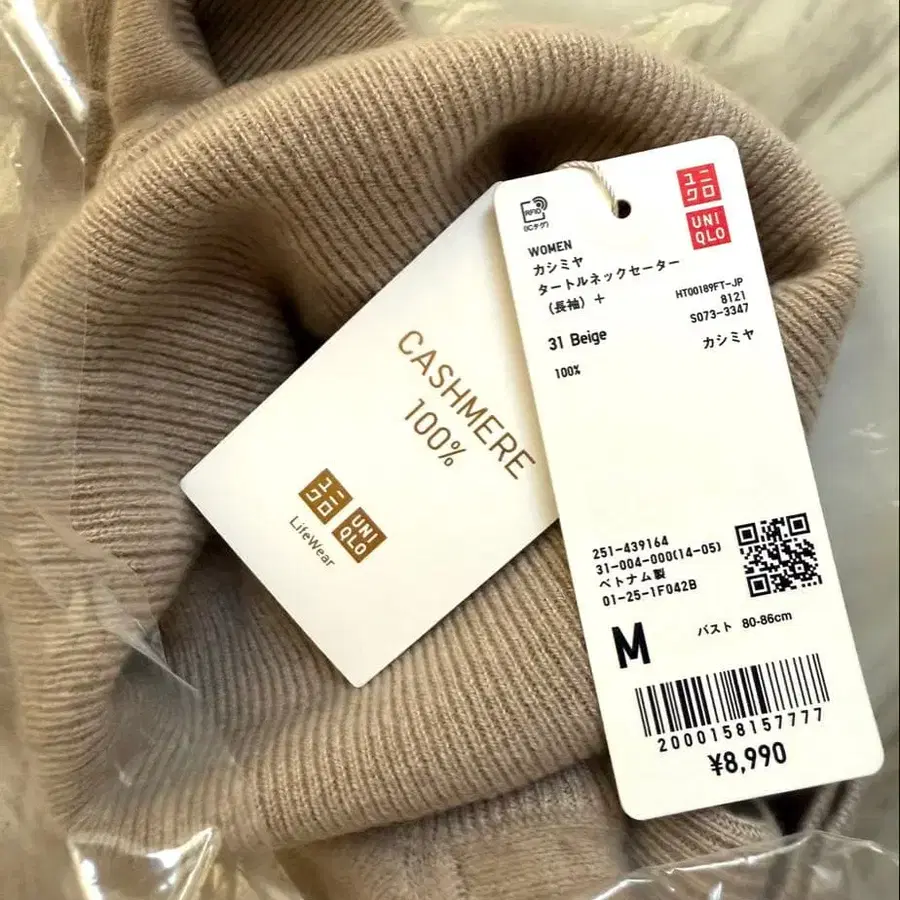 CASHMERE
100%
ユニ
クロ
UNI
QLO
LifeWear
RFID
(ICタグ)
ユニ
クロ
UNI
QLO
WOMEN
カシミヤ
タートルネックセーター
(長袖) +
HT00189FT-JP
8121
S073-3347
31 Beige
カシミヤ
100%
251-439164
31-004-000(14-05)
ベトナム製
01-25-1F042B
M
バスト 80-86cm
2000158157777
¥8,990